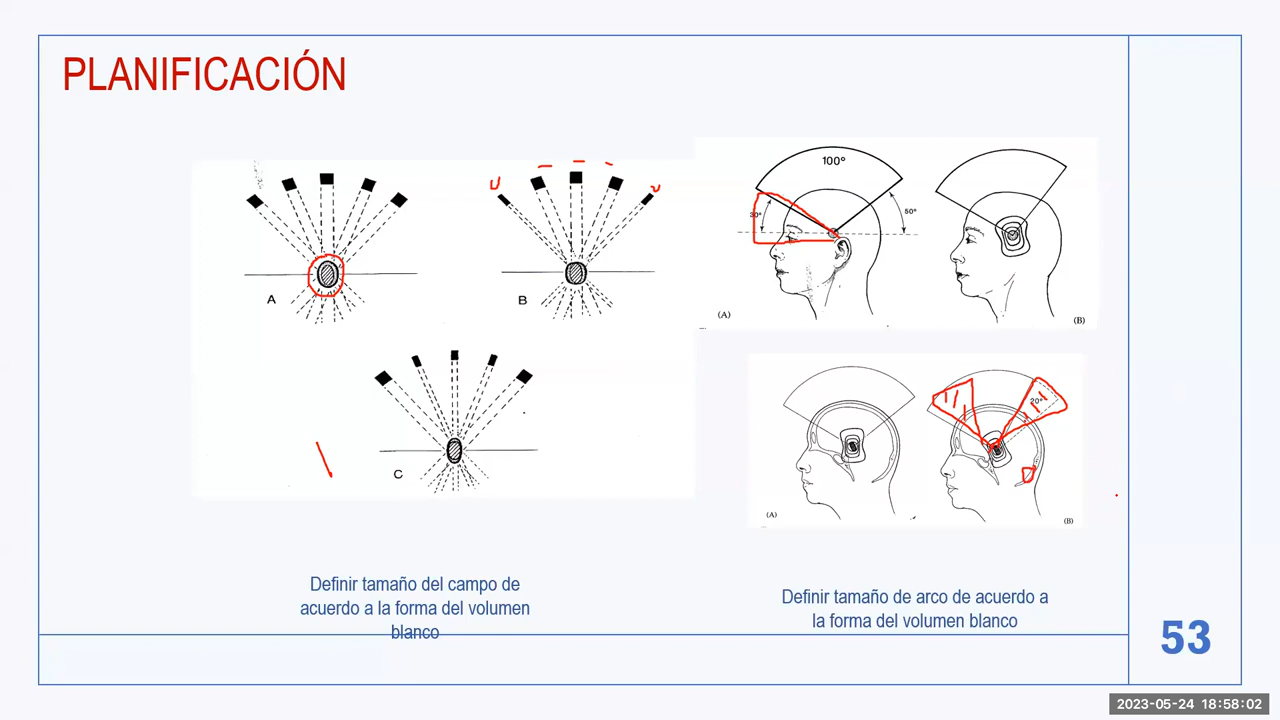 PLANIFICACIÓN
A
B
C
100°
30°
50°
(A)
(B)
20°
(A)
(B)
Definir tamaño del campo de
acuerdo a la forma del volumen
blanco
Definir tamaño de arco de acuerdo a
la forma del volumen blanco
53
2023-05-24 18:58:02